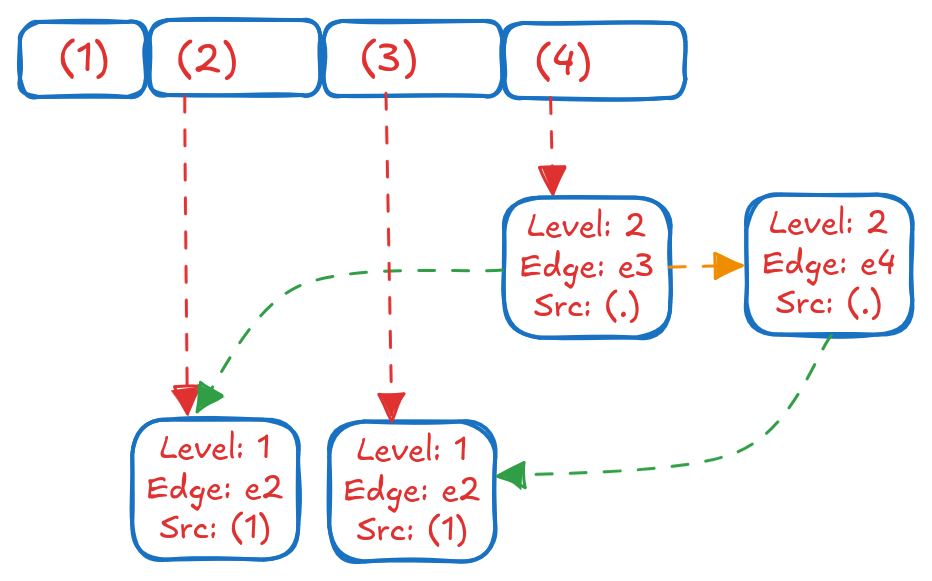 (1) (2) (3) (4)
Level: 2
Edge: e3
Src: (.)
Level: 2
Edge: e4
Src: (.)
Level: 1
Edge: e2
Src: (1)
Level: 1
Edge: e2
Src: (1)